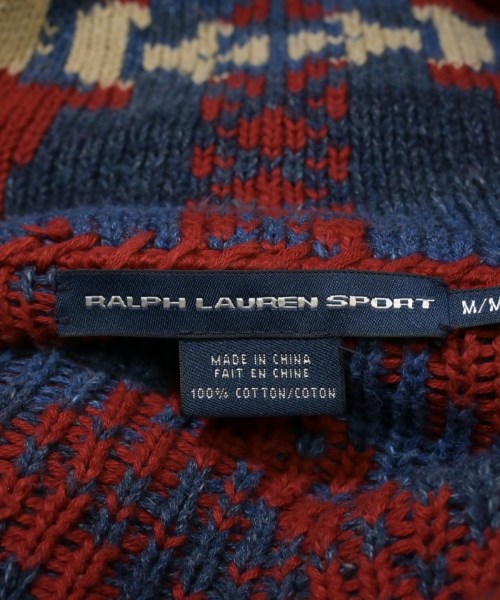 RALPH LAUREN SPORT
M/M
MADE IN CHINA
FAIT EN CHINE
100% COTTON/COTON